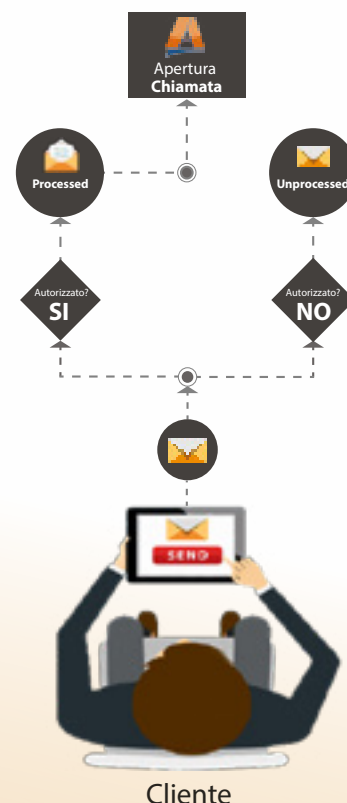 Apertura
Chiamata
Processed
Unprocessed
Autorizzato?
SI
Autorizzato?
NO
SEND
Cliente